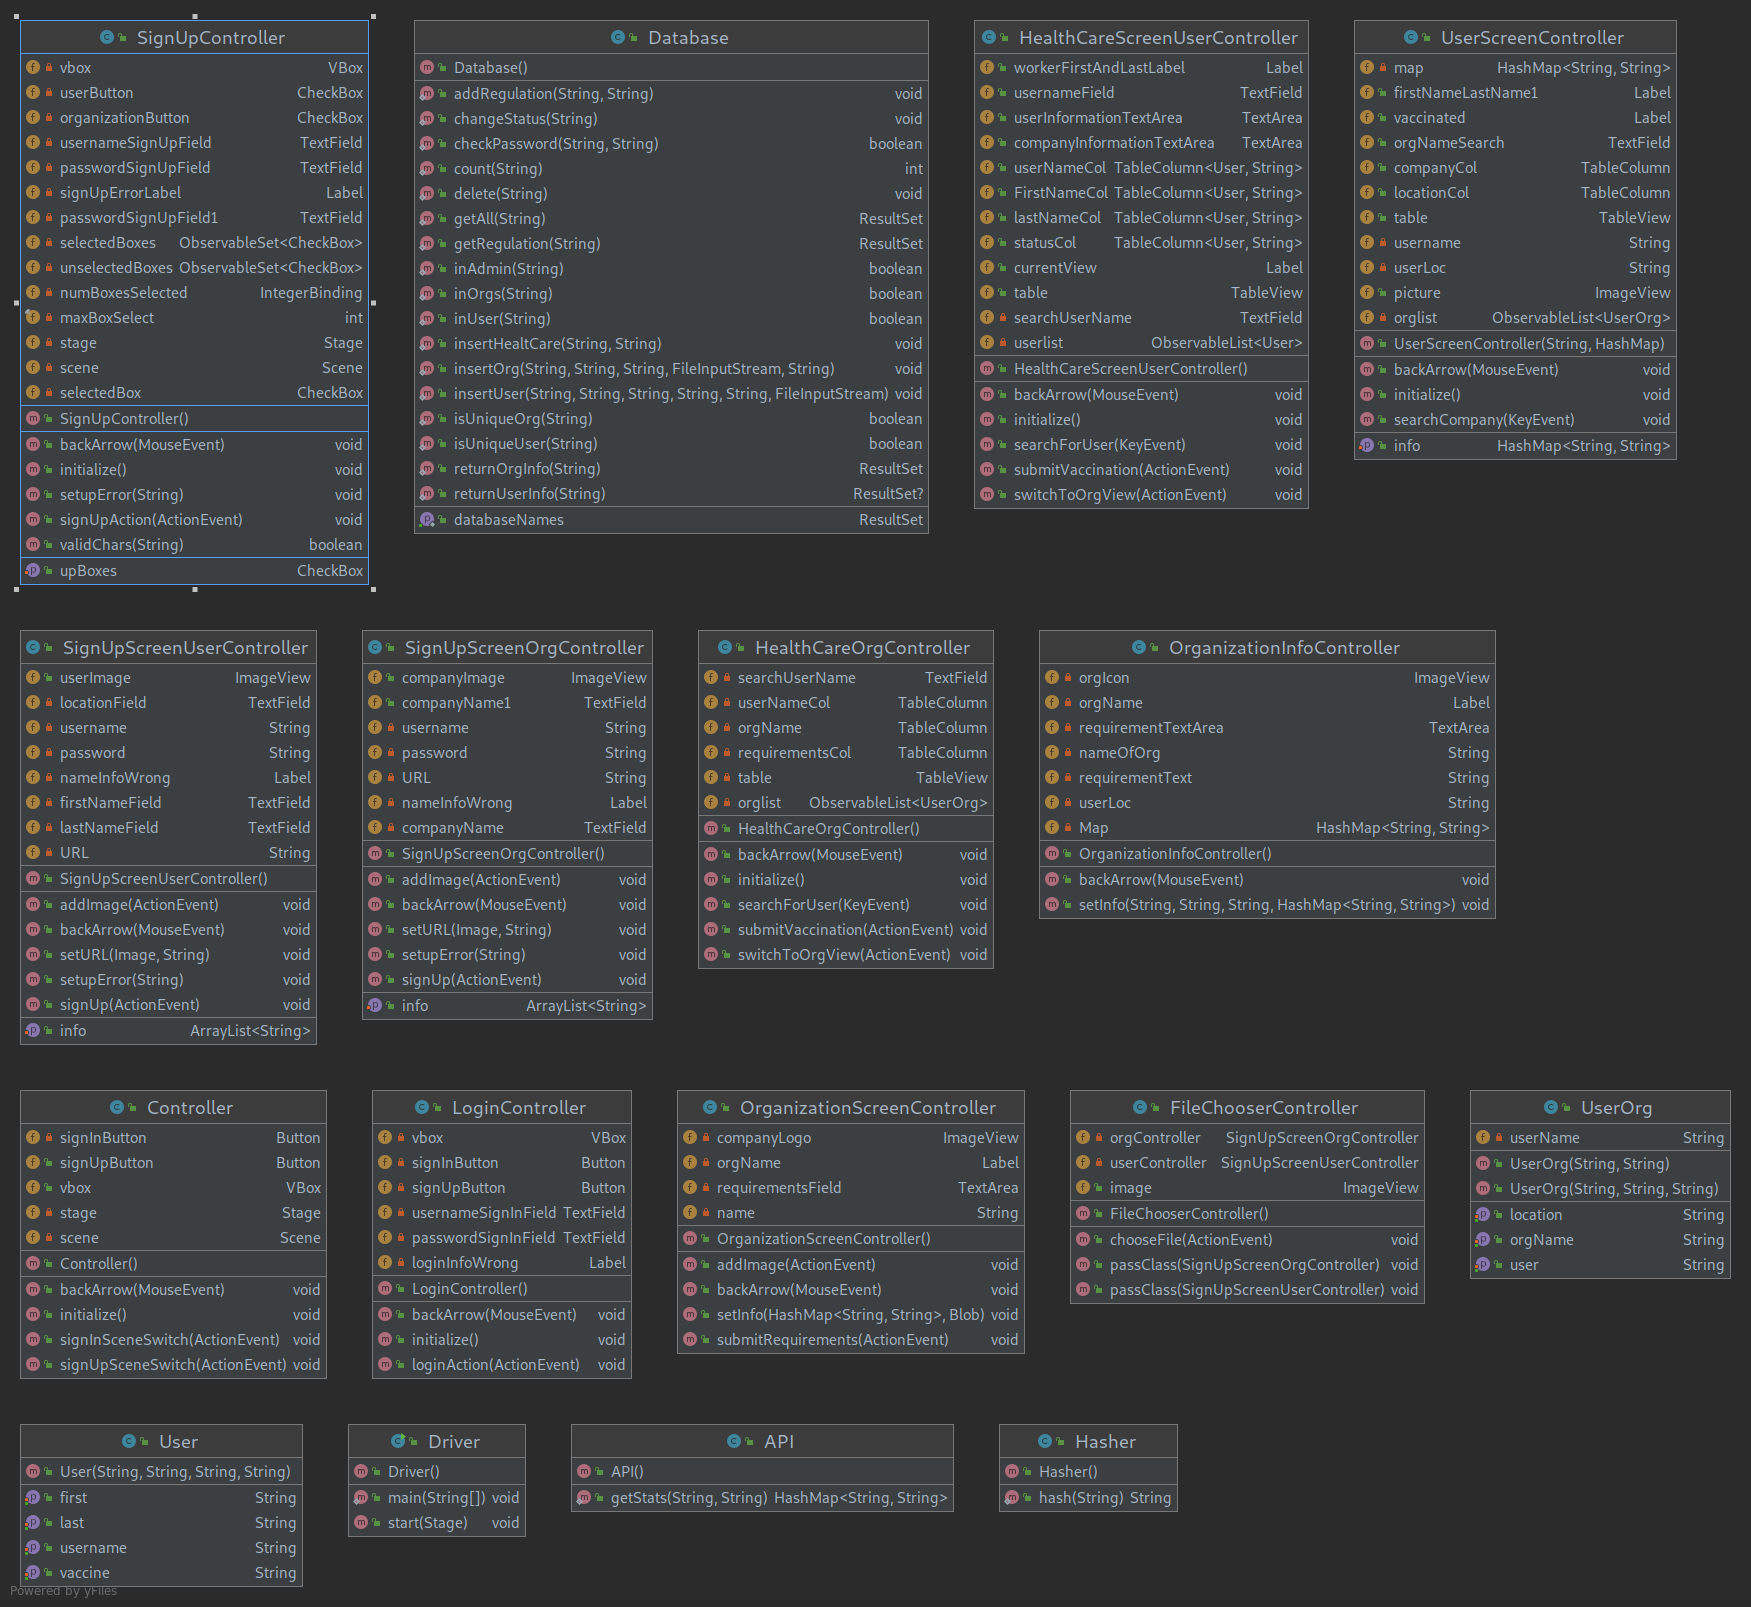 SignUpController
vbox VBox
userButton CheckBox
organizationButton CheckBox
usernameSignUpField TextField
passwordSignUpField TextField
signUpErrorLabel Label
passwordSignUpField1 TextField
selectedBoxes ObservableSet<CheckBox>
unselectedBoxes ObservableSet<CheckBox>
numBoxesSelected IntegerBinding
maxBoxSelect int
stage Stage
scene Scene
selectedBox CheckBox
SignUpController()
backArrow(MouseEvent) void
initialize() void
setupError(String) void
signUpAction(ActionEvent) void
validChars(String) boolean
upBoxes CheckBox
Database
Database()
addRegulation(String, String) void
changeStatus(String) void
checkPassword(String, String) boolean
count(String) int
delete(String) void
getAll(String) ResultSet
getRegulation(String) ResultSet
inAdmin(String) boolean
inOrgs(String) boolean
inUser(String) boolean
insertHealtCare(String, String) void
insertOrg(String, String, String, FileInputStream, String) void
insertUser(String, String, String, String, String, FileInputStream) void
isUniqueOrg(String) boolean
isUniqueUser(String) boolean
returnOrgInfo(String) ResultSet
returnUserInfo(String) ResultSet?
databaseNames ResultSet
HealthCareScreenUserController
workerFirstAndLastLabel Label
usernameField TextField
userInformationTextArea TextArea
companyInformationTextArea TextArea
userNameCol TableColumn<User, String>
FirstNameCol TableColumn<User, String>
lastNameCol TableColumn<User, String>
statusCol TableColumn<User, String>
currentView Label
table TableView
searchUserName TextField
userlist ObservableList<User>
HealthCareScreenUserController()
backArrow(MouseEvent) void
initialize() void
searchForUser(KeyEvent) void
submitVaccination(ActionEvent) void
switchToOrgView(ActionEvent) void
UserScreenController
map HashMap<String, String>
firstNameLastName1 Label
vaccinated Label
orgNameSearch TextField
companyCol TableColumn
locationCol TableColumn
table TableView
username String
userLoc String
picture ImageView
orglist ObservableList<UserOrg>
UserScreenController(String, HashMap)
backArrow(MouseEvent) void
initialize() void
searchCompany(KeyEvent) void
info HashMap<String, String>
SignUpScreenUserController
userImage ImageView
locationField TextField
username String
password String
nameInfoWrong Label
firstNameField TextField
lastNameField TextField
URL String
SignUpScreenUserController()
addImage(ActionEvent) void
backArrow(MouseEvent) void
setURL(Image, String) void
setupError(String) void
signUp(ActionEvent) void
info ArrayList<String>
SignUpScreenOrgController
companyImage ImageView
companyName1 TextField
username String
password String
URL String
nameInfoWrong Label
companyName TextField
SignUpScreenOrgController()
addImage(ActionEvent) void
backArrow(MouseEvent) void
setURL(Image, String) void
setupError(String) void
signUp(ActionEvent) void
info ArrayList<String>
HealthCareOrgController
searchUserName TextField
userNameCol TableColumn
orgName TableColumn
requirementsCol TableColumn
table TableView
orglist ObservableList<UserOrg>
HealthCareOrgController()
backArrow(MouseEvent) void
initialize() void
searchForUser(KeyEvent) void
submitVaccination(ActionEvent) void
switchToOrgView(ActionEvent) void
OrganizationInfoController
orgIcon ImageView
orgName Label
requirementTextArea TextArea
nameOfOrg String
requirementText String
userLoc String
Map HashMap<String, String>
OrganizationInfoController()
backArrow(MouseEvent) void
setInfo(String, String, String, HashMap<String, String>) void
Controller
signInButton Button
signUpButton Button
vbox VBox
stage Stage
scene Scene
Controller()
backArrow(MouseEvent) void
initialize() void
signInSceneSwitch(ActionEvent) void
signUpSceneSwitch(ActionEvent) void
LoginController
vbox VBox
signInButton Button
signUpButton Button
usernameSignInField TextField
passwordSignInField TextField
loginInfoWrong Label
LoginController()
backArrow(MouseEvent) void
initialize() void
loginAction(ActionEvent) void
OrganizationScreenController
companyLogo ImageView
orgName Label
requirementsField TextArea
name String
OrganizationScreenController()
addImage(ActionEvent) void
backArrow(MouseEvent) void
setInfo(HashMap<String, String>, Blob) void
submitRequirements(ActionEvent) void
FileChooserController
orgController SignUpScreenOrgController
userController SignUpScreenUserController
image ImageView
FileChooserController()
chooseFile(ActionEvent) void
passClass(SignUpScreenOrgController) void
passClass(SignUpScreenUserController) void
UserOrg
userName String
UserOrg(String, String)
UserOrg(String, String, String)
location String
orgName String
user String
User
User(String, String, String, String)
first String
last String
username String
vaccine String
Driver
Driver()
main(String[]) void
start(Stage) void
API
API()
getStats(String, String) HashMap<String, String>
Hasher
Hasher()
hash(String) String
Powered by yFiles